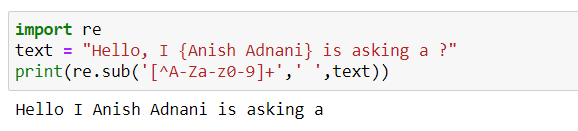 import re
text = "Hello, I {Anish Adnani} is asking a ?"
print(re.sub('[^A-Za-z0-9]+',' ',text))
Hello I Anish Adnani is asking a